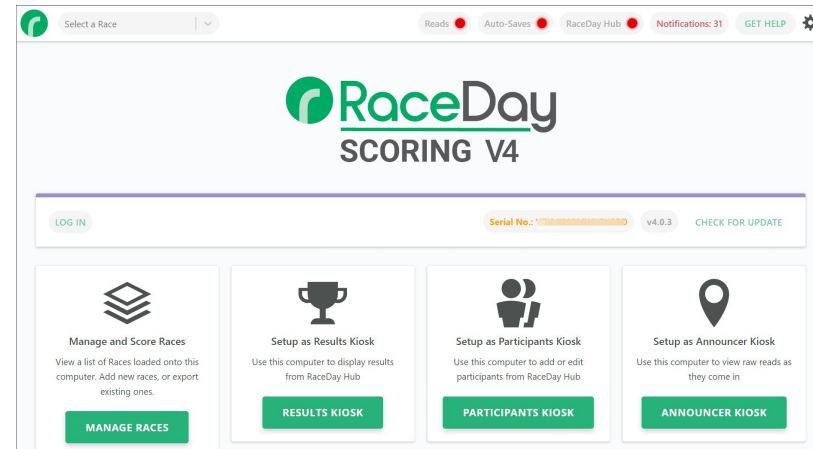 Select a Race
Reads
Auto-Saves
RaceDay Hub
Notifications: 31
GET HELP
RaceDay
SCORING V4
LOG IN
Serial No.:
v4.0.3
CHECK FOR UPDATE
Manage and Score Races
View a list of Races loaded onto this
computer. Add new races, or export
existing ones.
MANAGE RACES
Setup as Results Kiosk
Use this computer to display results
from RaceDay Hub
RESULTS KIOSK
Setup as Participants Kiosk
Use this computer to add or edit
participants from RaceDay Hub
PARTICIPANTS KIOSK
Setup as Announcer Kiosk
Use this computer to view raw reads as
they come in
ANNOUNCER KIOSK